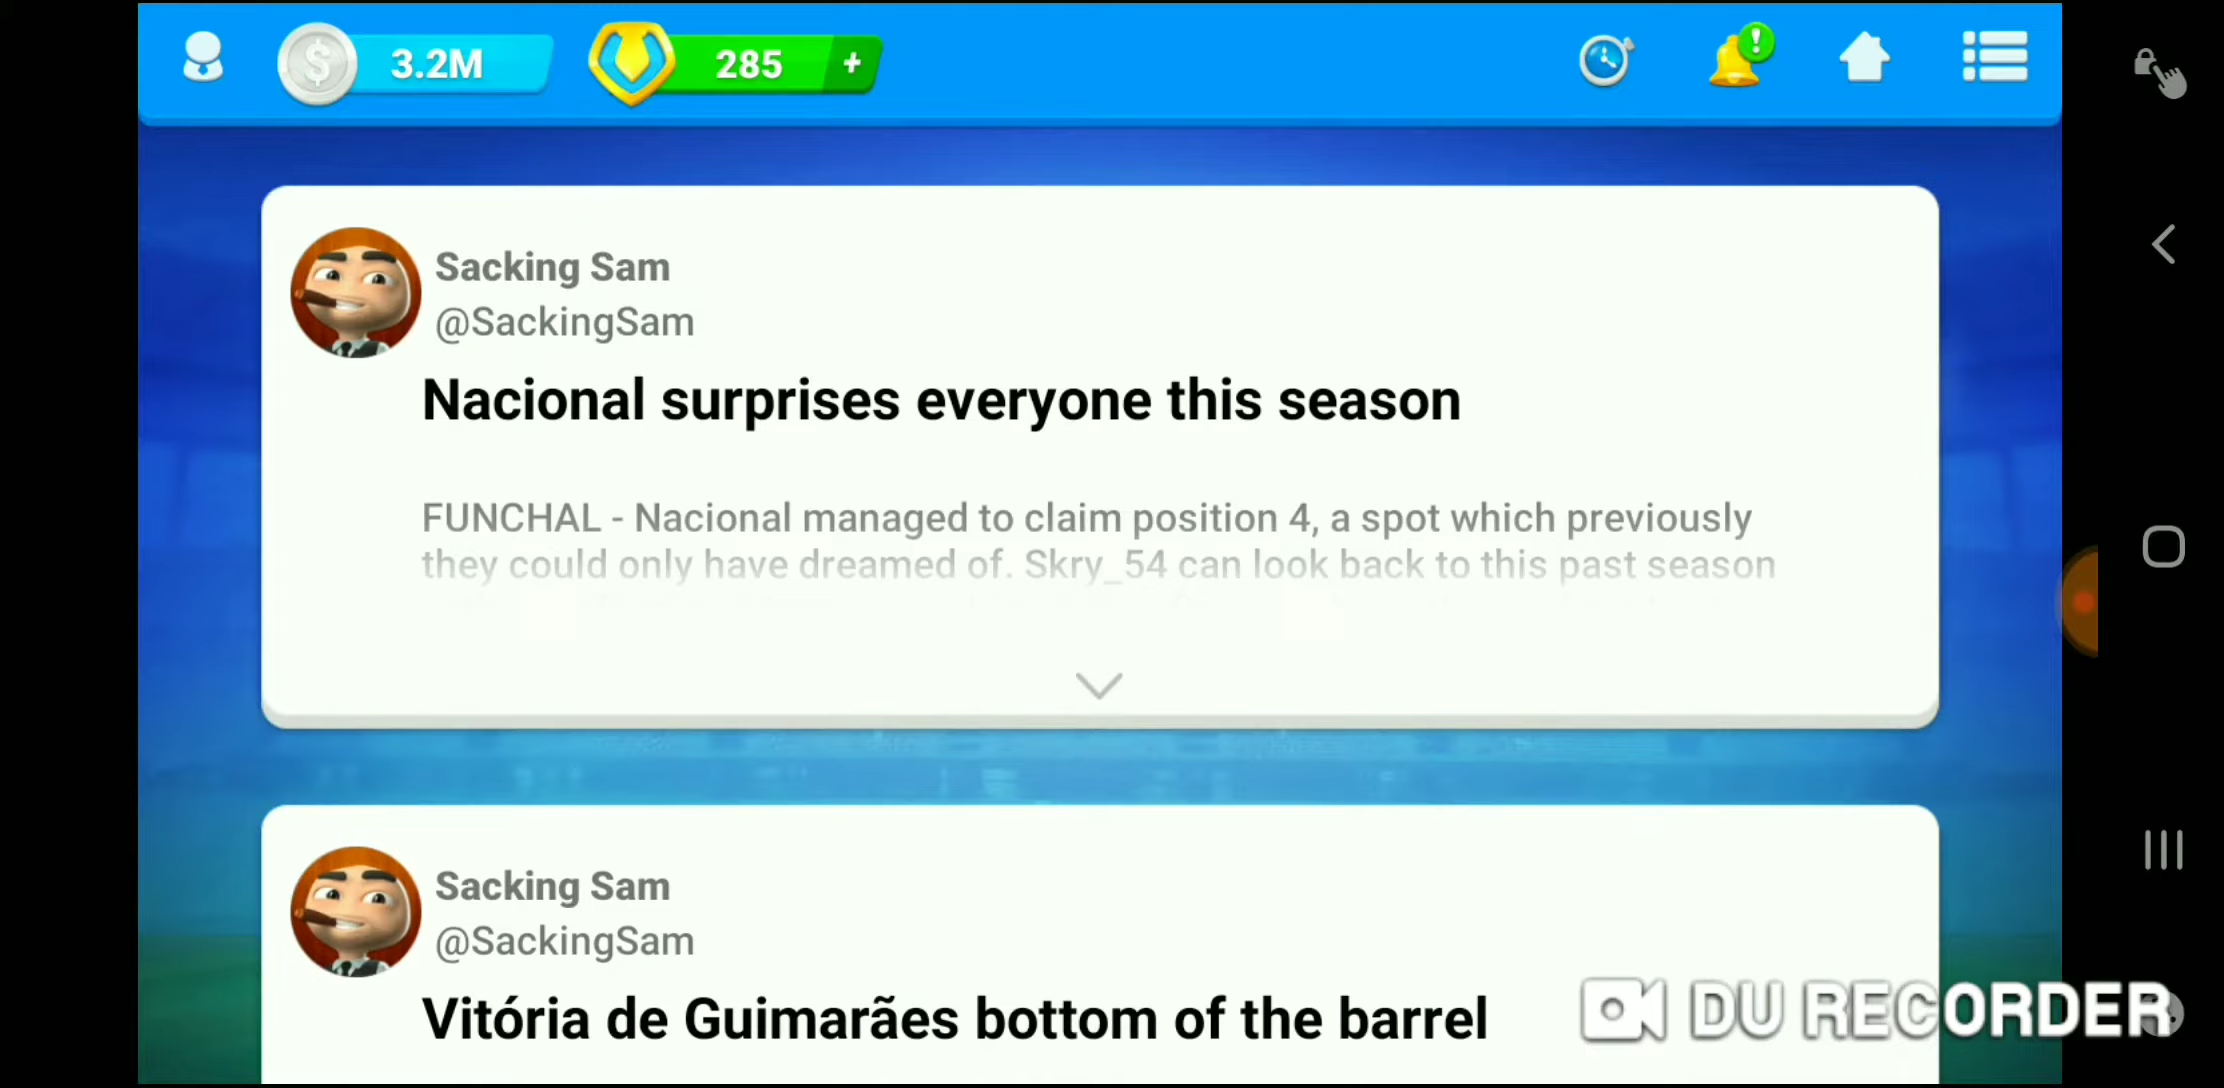 3.2M
285
+
Sacking Sam
@SackingSam
Nacional surprises everyone this season
FUNCHAL - Nacional managed to claim position 4, a spot which previously
they could only have dreamed of. Skry_54 can look back to this past season
Sacking Sam
@SackingSam
Vitória de Guimarães bottom of the barrel
DU RECORDER